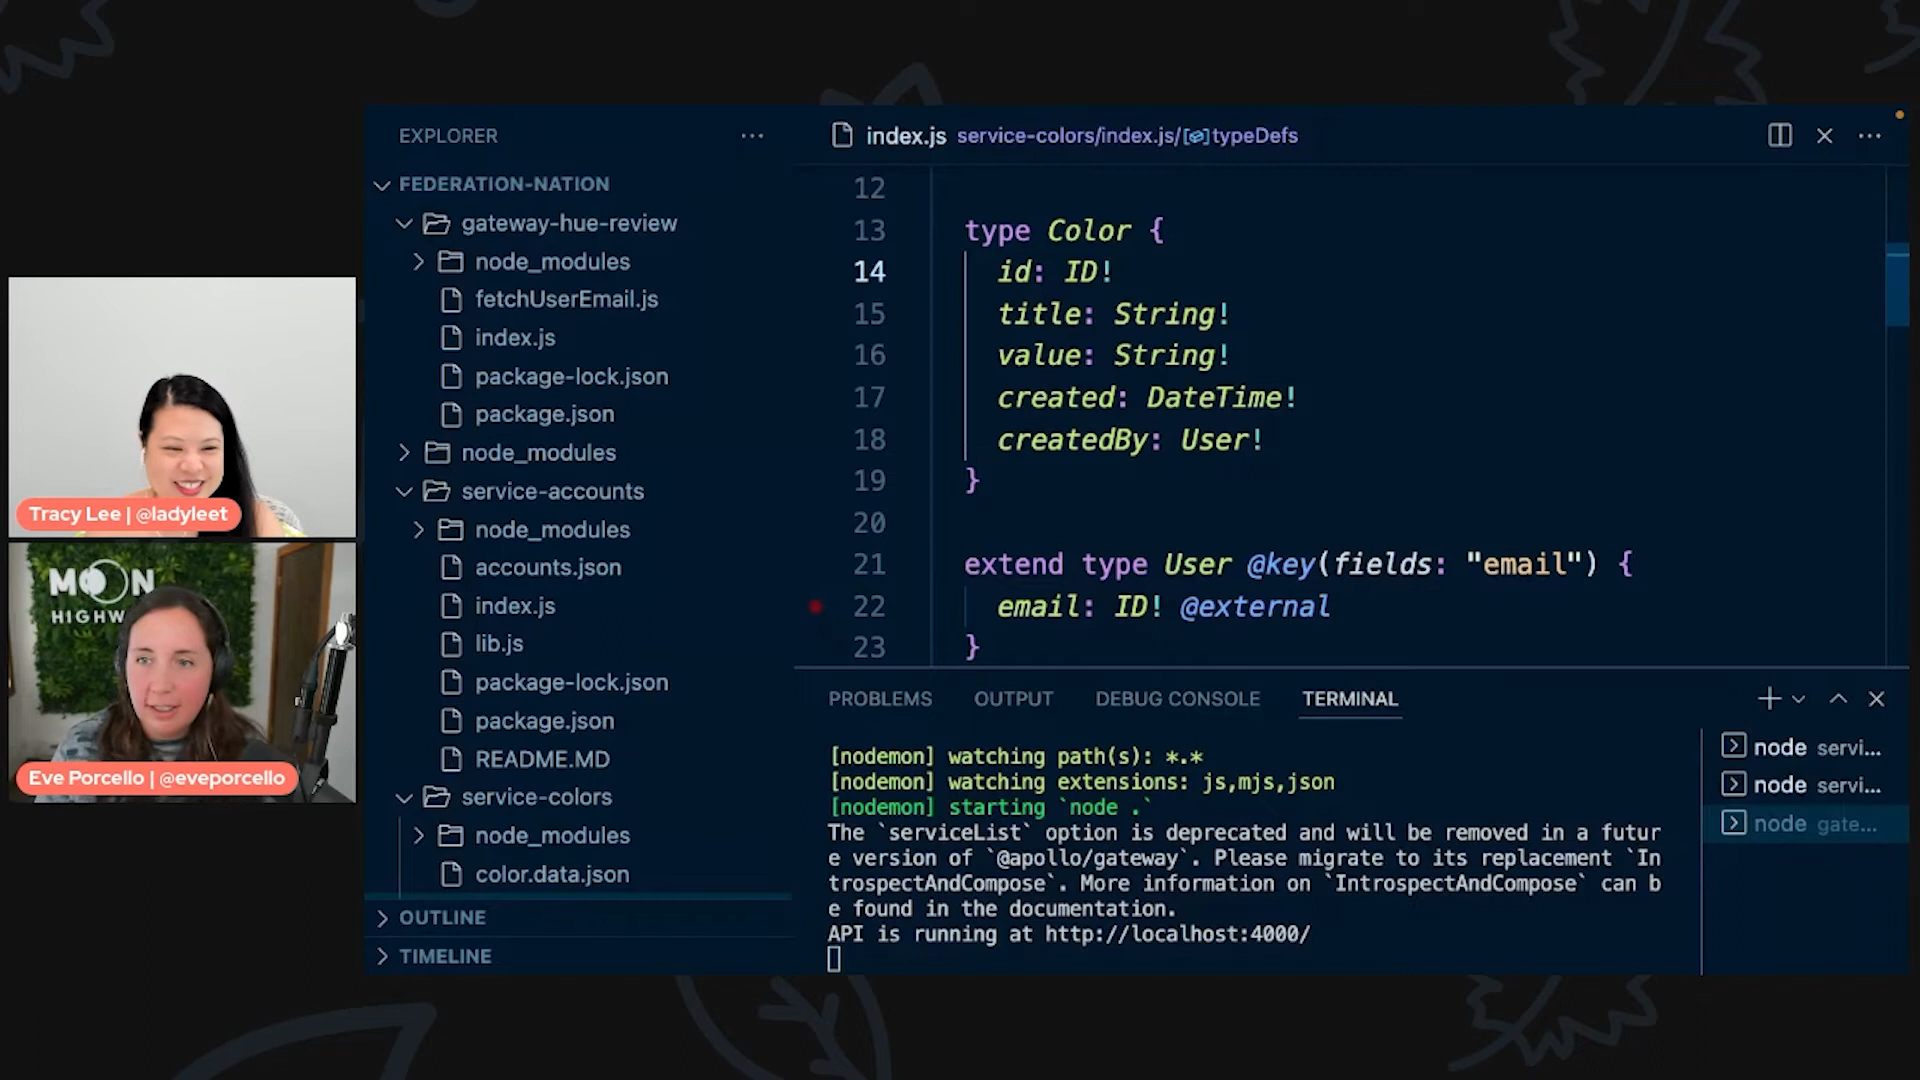 EXPLORER
FEDERATION-NATION
gateway-hue-review
node_modules
fetchUserEmail.js
index.js
package-lock.json
package.json
node_modules
service-accounts
node_modules
accounts.json
index.js
lib.js
package-lock.json
package.json
README.MD
service-colors
node_modules
color.data.json
OUTLINE
TIMELINE
index.js service-colors/index.js/typeDefs
12
13 type Color {
14 id: ID!
15 title: String!
16 value: String!
17 created: DateTime!
18 createdBy: User!
19 }
20
21 extend type User @key(fields: "email") {
22 email: ID! @external
23 }
PROBLEMS OUTPUT DEBUG CONSOLE TERMINAL
[nodemon] watching path(s): *.*
[nodemon] watching extensions: js,mjs,json
[nodemon] starting `node .`
The `serviceList` option is deprecated and will be removed in a futur
e version of `@apollo/gateway`. Please migrate to its replacement `In
trospectAndCompose`. More information on `IntrospectAndCompose` can b
e found in the documentation.
API is running at http://localhost:4000/
node servi...
node servi...
node gate...
Tracy Lee | @ladyleet
MOON
HIGHW
Eve Porcello | @eveporcello